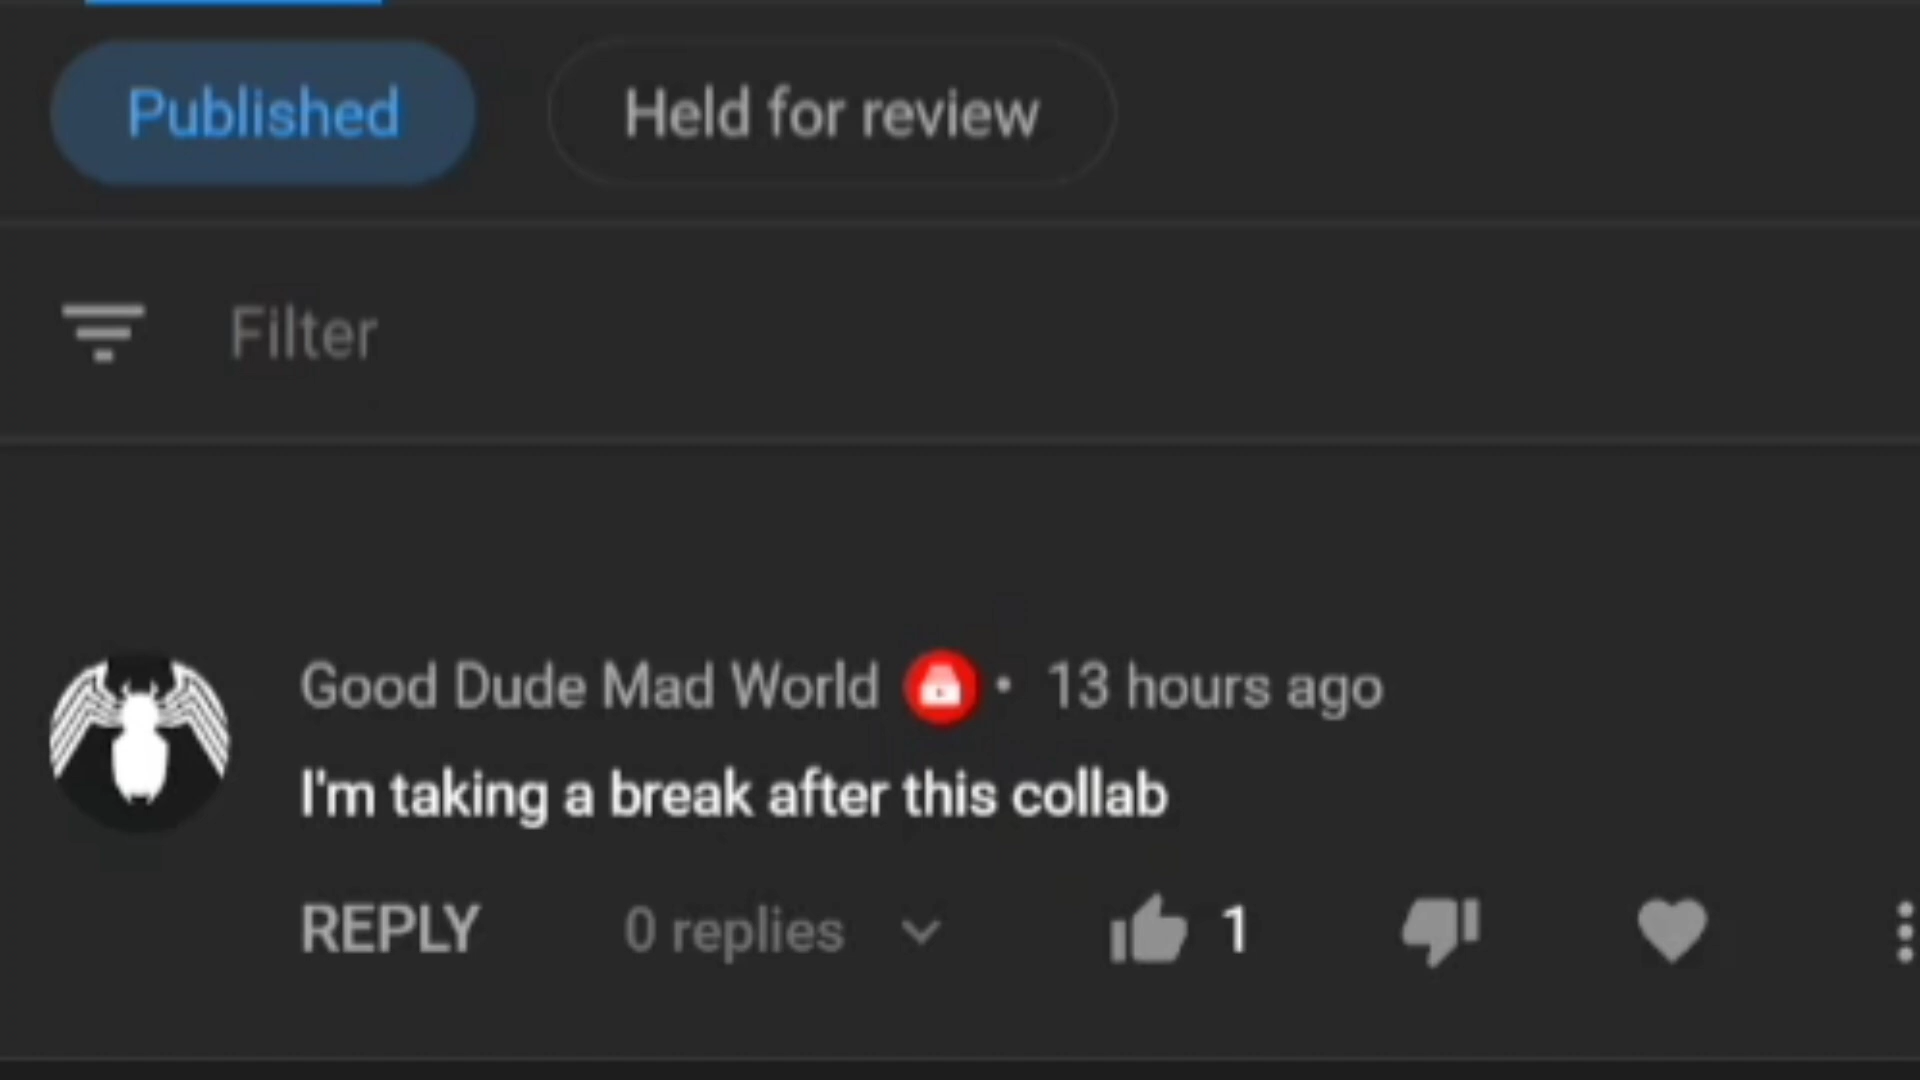 Published Held for review
Filter
Good Dude Mad World • 13 hours ago
I'm taking a break after this collab
REPLY 0 replies 1